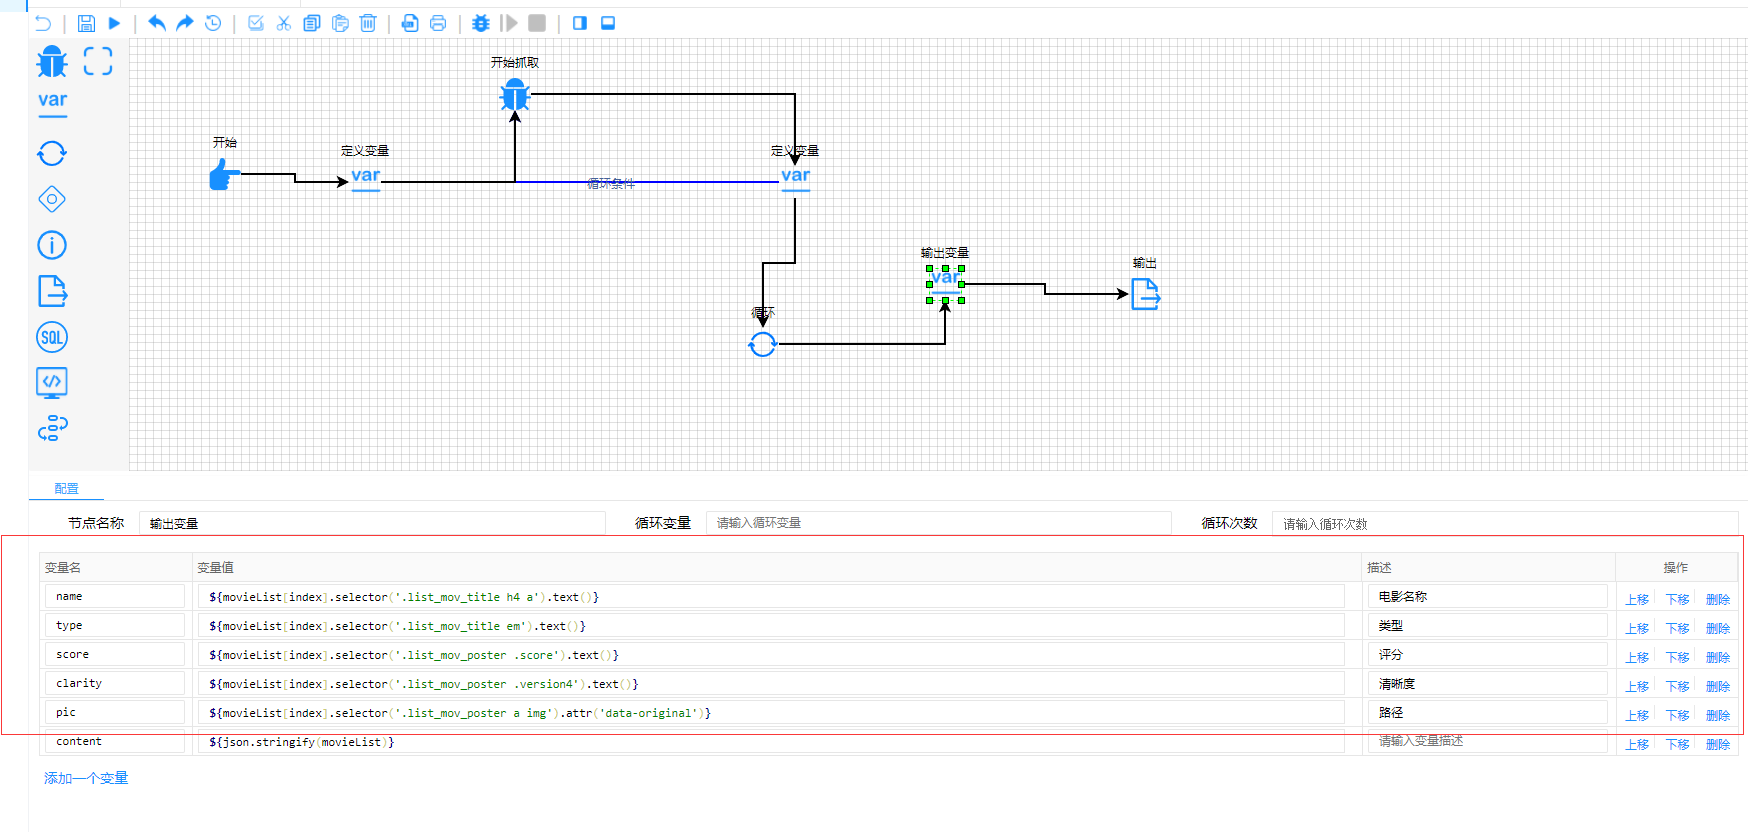 开始抓取
var
开始
定义变量
var
定义变量
var
循环条件
输出变量
var
输出
循环
SQL
配置
节点名称 输出变量 循环变量 请输入循环变量 循环次数 请输入循环次数
变量名 变量值 描述 操作
name ${movieList[index].selector('.list_mov_title h4 a').text()} 电影名称 上移 下移 删除
type ${movieList[index].selector('.list_mov_title em').text()} 类型 上移 下移 删除
score ${movieList[index].selector('.list_mov_poster .score').text()} 评分 上移 下移 删除
clarity ${movieList[index].selector('.list_mov_poster .version4').text()} 清晰度 上移 下移 删除
pic ${movieList[index].selector('.list_mov_poster a img').attr('data-original')} 路径 上移 下移 删除
content ${json.stringify(movieList)} 请输入变量描述 上移 下移 删除
添加一个变量